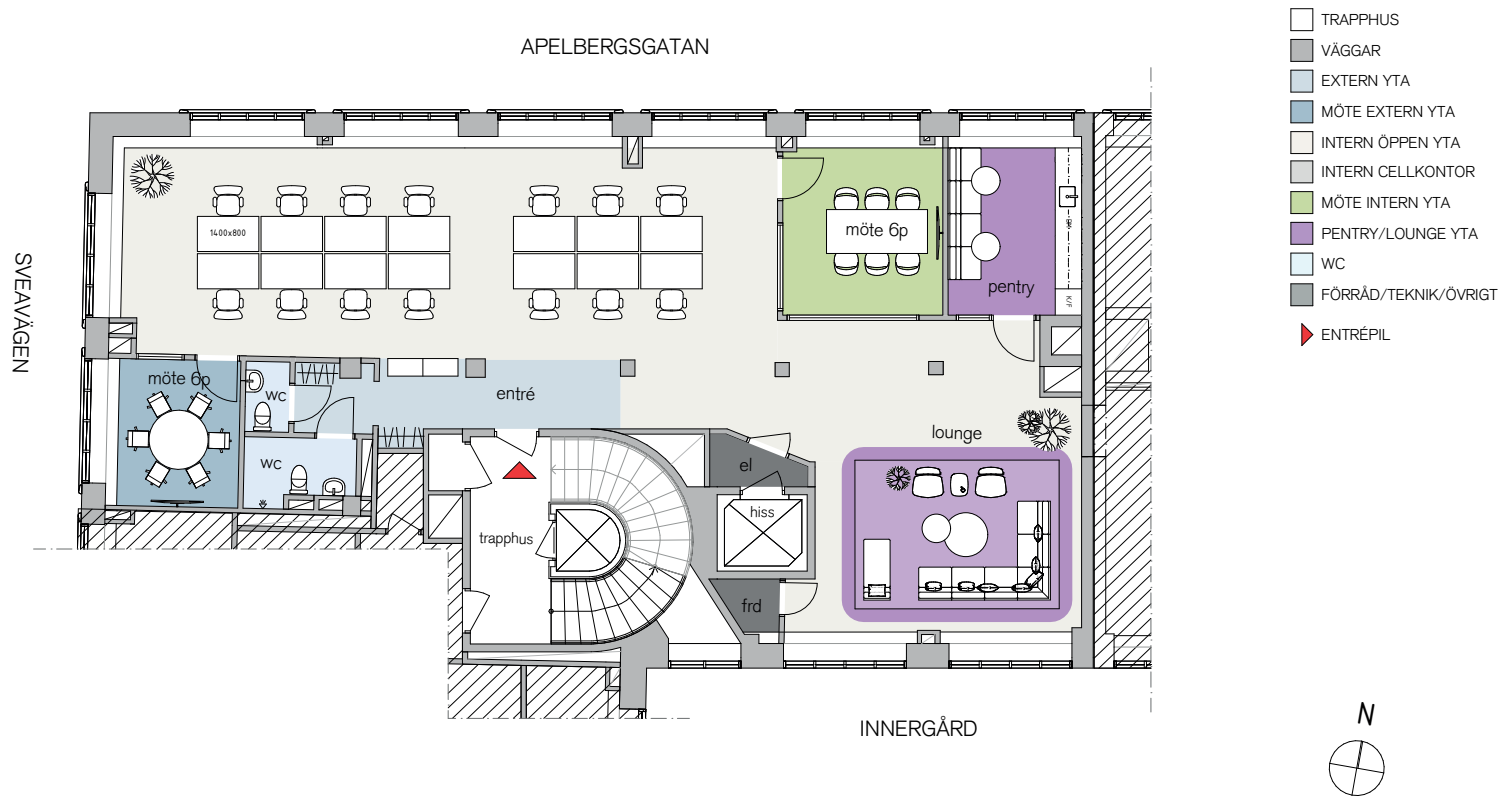 APELBERGSGATAN
TRAPPHUS
VÄGGAR
EXTERN YTA
MÖTE EXTERN YTA
INTERN ÖPPEN YTA
INTERN CELLKONTOR
MÖTE INTERN YTA
PENTRY/LOUNGE YTA
WC
FÖRRÅD/TEKNIK/ÖVRIGT
ENTRÉPIL
SVEAVÄGEN
1400x800
möte 6p
pentry
K/F
möte 6p
wc
entré
wc
lounge
el
hiss
trapphus
frd
INNERGÅRD
N